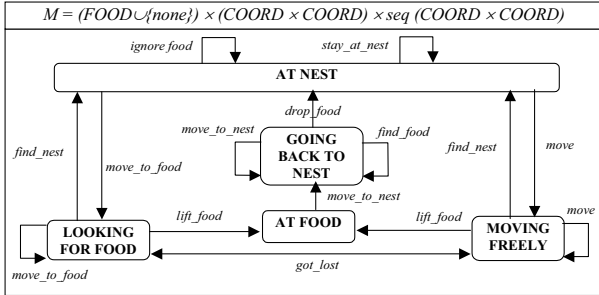 M = (FOOD∪{none}) × (COORD × COORD) × seq (COORD × COORD)
ignore food
stay_at_nest
AT NEST
drop_food
move_to_nest
find_food
GOING
BACK TO
NEST
find_nest
move_to_food
find_nest
move
move_to_nest
lift_food
AT FOOD
lift_food
move
LOOKING
FOR FOOD
MOVING
FREELY
move_to_food
got_lost